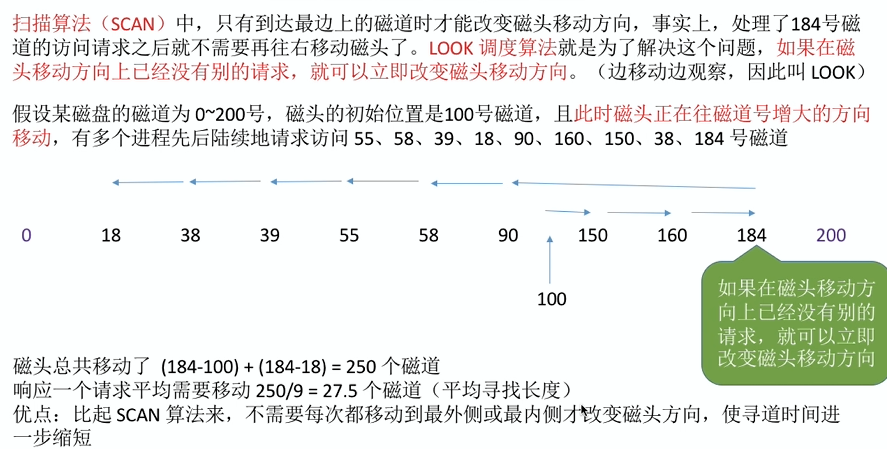 扫描算法（SCAN）中，只有到达最边上的磁道时才能改变磁头移动方向，事实上，处理了184号磁
道的访问请求之后就不需要再往右移动磁头了。LOOK 调度算法就是为了解决这个问题，如果在磁
头移动方向上已经没有别的请求，就可以立即改变磁头移动方向。（边移动边观察，因此叫 LOOK）
假设某磁盘的磁道为 0~200号，磁头的初始位置是100号磁道，且此时磁头正在往磁道号增大的方向
移动，有多个进程先后陆续地请求访问 55、58、39、18、90、160、150、38、184 号磁道
0 18 38 39 55 58 90 150 160 184 200
100
如果在磁头移动方
向上已经没有别的
请求，就可以立即
改变磁头移动方向
磁头总共移动了 (184-100) + (184-18) = 250 个磁道
响应一个请求平均需要移动 250/9 = 27.5 个磁道（平均寻找长度）
优点：比起 SCAN 算法来，不需要每次都移动到最外侧或最内侧才改变磁头方向，使寻道时间进
一步缩短